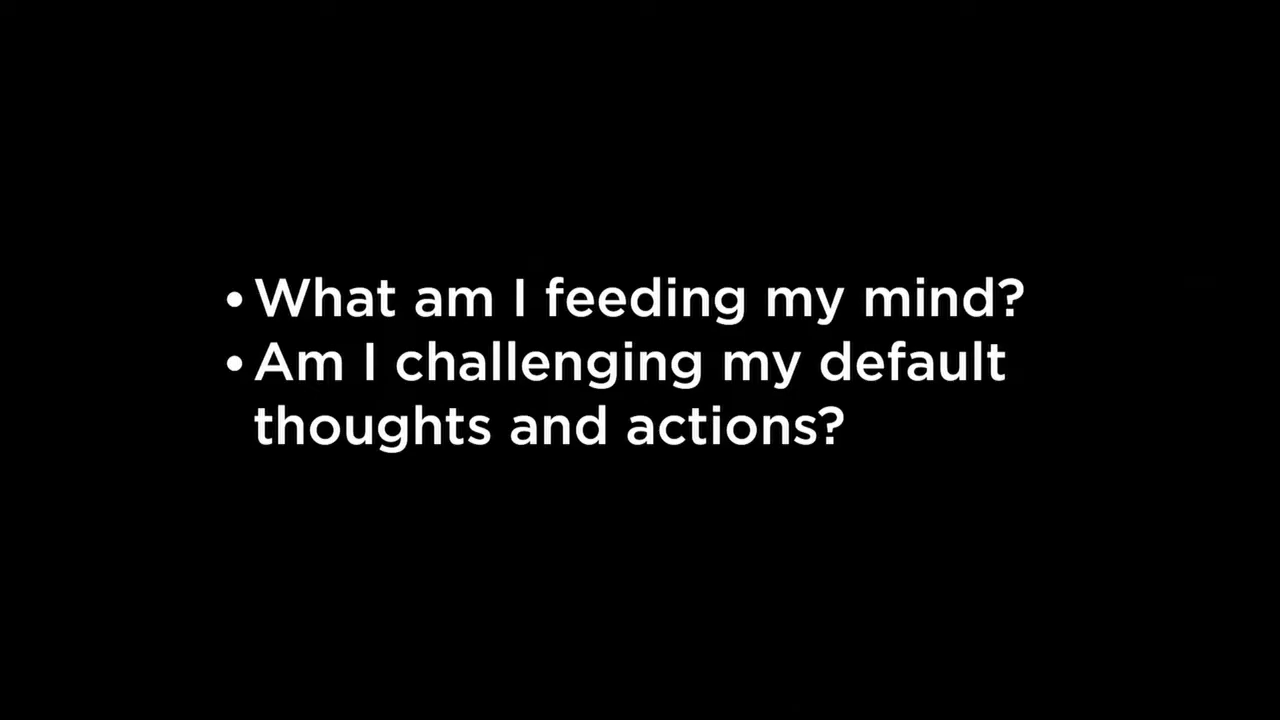 • What am I feeding my mind?
• Am I challenging my default
thoughts and actions?